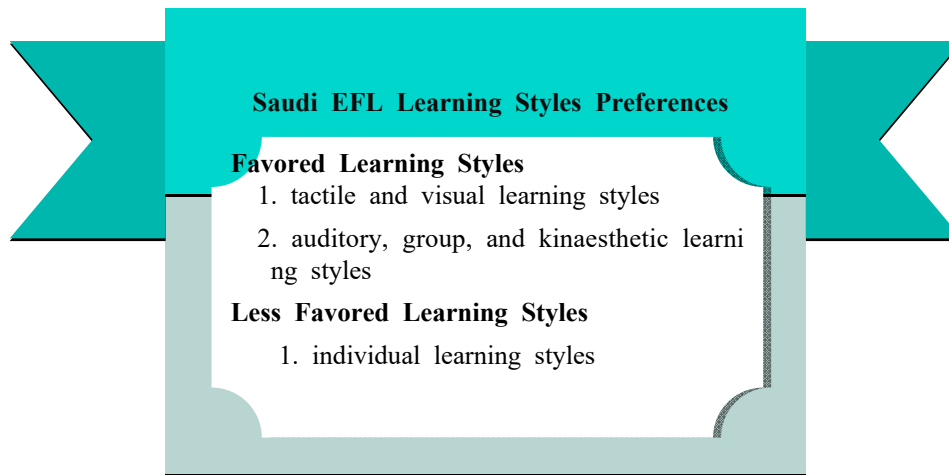 Saudi EFL Learning Styles Preferences
Favored Learning Styles
1. tactile and visual learning styles
2. auditory, group, and kinaesthetic learni
ng styles
Less Favored Learning Styles
1. individual learning styles